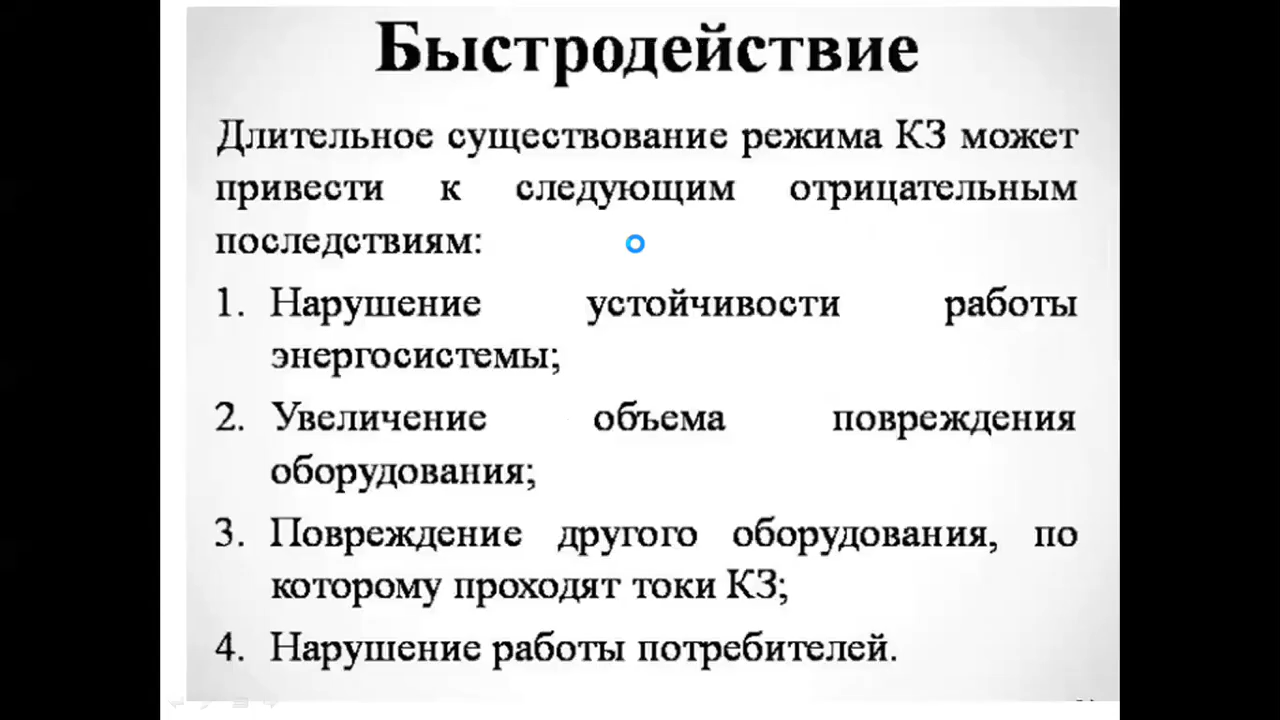 Быстродействие
Длительное существование режима КЗ может
привести к следующим отрицательным
последствиям:
1. Нарушение устойчивости работы
энергосистемы;
2. Увеличение объема повреждения
оборудования;
3. Повреждение другого оборудования, по
которому проходят токи КЗ;
4. Нарушение работы потребителей.